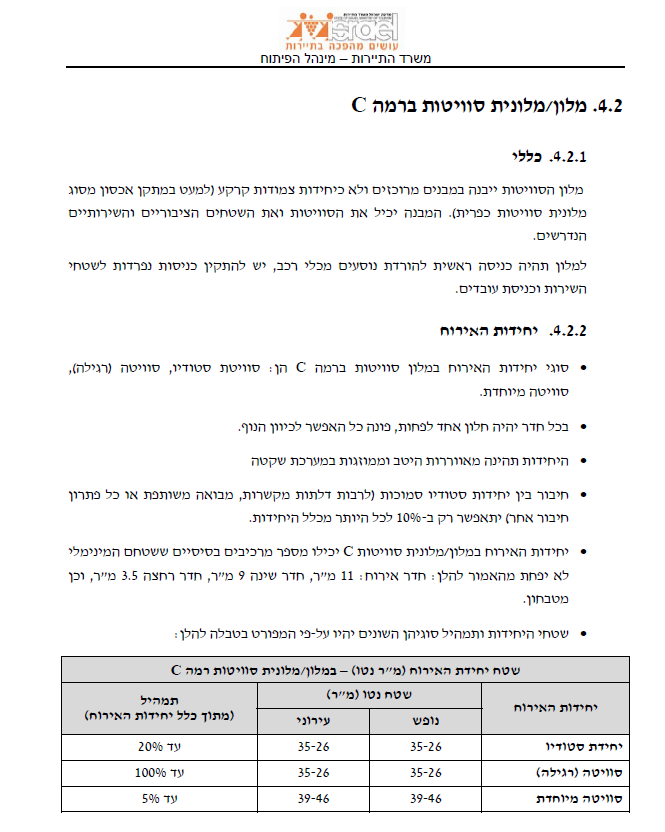 Israel
עושים מהפכה בתיירות
משרד התיירות – מינהל הפיתוח
4.2. מלון/מלונית סוויטות ברמה C
4.2.1. כללי
מלון הסוויטות ייבנה במבנים מרוכזים ולא כיחידות צמודות קרקע (למעט במתקן אכסון מסוג
מלונית סוויטות כפרית). המבנה יכיל את הסוויטות ואת השטחים הציבוריים והשירותיים
הנדרשים.
למלון תהיה כניסה ראשית להורדת נוסעים מכלי רכב, יש להתקין כניסות נפרדות לשטחי
השירות וכניסת עובדים.
4.2.2. יחידות האירוח
• סוגי יחידות האירוח במלון סוויטות ברמה C הן: סוויטת סטודיו, סוויטה (רגילה),
סוויטה מיוחדת.
• בכל חדר יהיה חלון אחד לפחות, פונה כל האפשר לכיוון הנוף.
• היחידות תהינה מאווררות היטב וממוזגות במערכת שקטה
• חיבור בין יחידות סטודיו סמוכות (לרבות דלתות מקשרות, מבואה משותפת או כל פתרון
חיבור אחר) יתאפשר רק ב-10% לכל היותר מכלל היחידות.
• יחידות האירוח במלון/מלונית סוויטות C יכילו מספר מרכיבים בסיסיים ששטחם המינימלי
לא יפחת מהאמור להלן: חדר אירוח: 11 מ"ר, חדר שינה 9 מ"ר, חדר רחצה 3.5 מ"ר, וכן
מטבחון.
• שטחי היחידות ותמהיל סוגיהן השונים יהיו על-פי המפורט בטבלה להלן:
שטח יחידת האירוח (מ"ר נטו) – במלון/מלונית סוויטות רמה C
יחידות האירוח שטח נטו (מ"ר) תמהיל
(מתוך כלל יחידות האירוח)
נופש עירוני
יחידת סטודיו 35-26 35-26 עד 20%
סוויטה (רגילה) 35-26 35-26 עד 100%
סוויטה מיוחדת 39-46 39-46 עד 5%